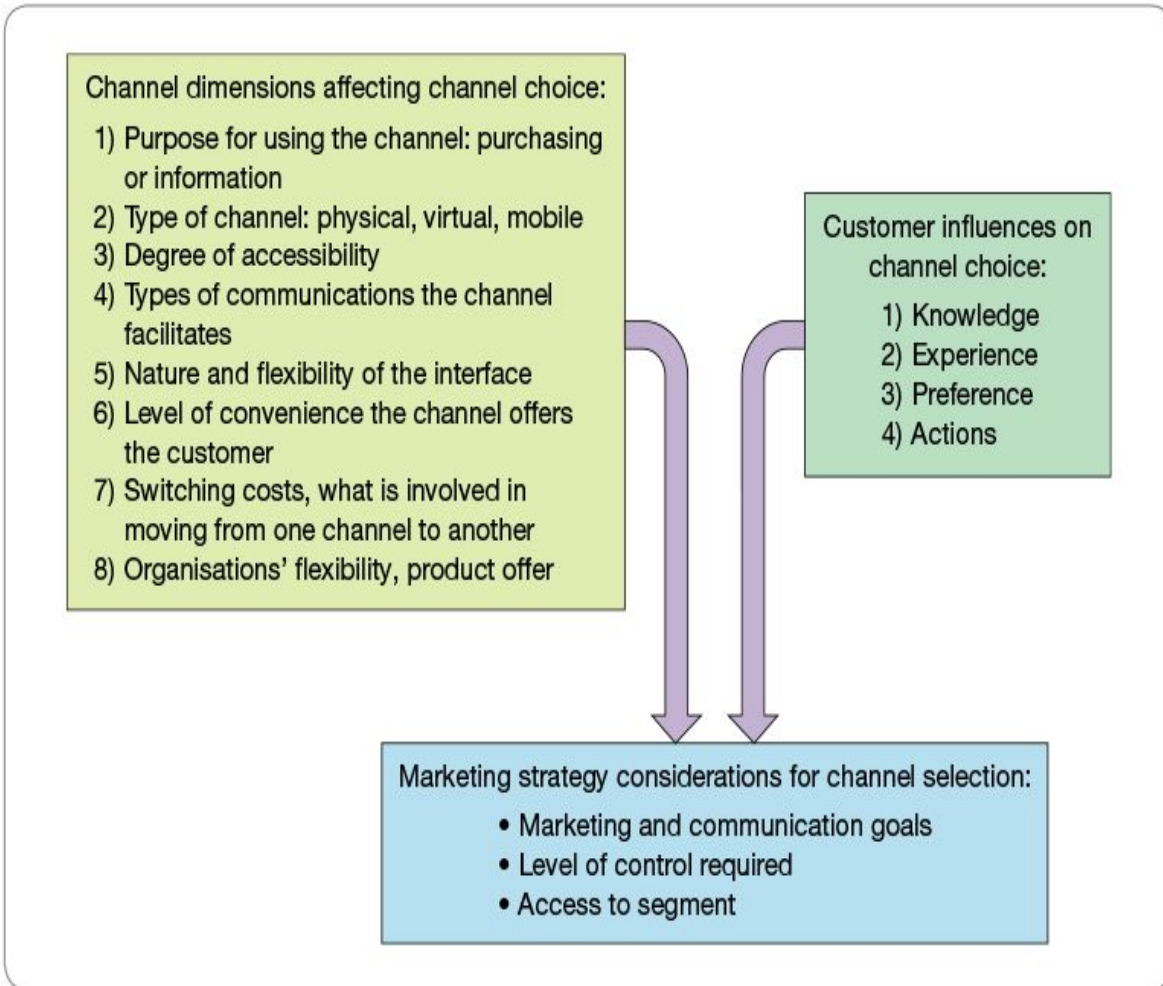 Channel dimensions affecting channel choice:
1) Purpose for using the channel: purchasing
or information
2) Type of channel: physical, virtual, mobile
3) Degree of accessibility
4) Types of communications the channel
facilitates
5) Nature and flexibility of the interface
6) Level of convenience the channel offers
the customer
7) Switching costs, what is involved in
moving from one channel to another
8) Organisations' flexibility, product offer
Customer influences on
channel choice:
1) Knowledge
2) Experience
3) Preference
4) Actions
Marketing strategy considerations for channel selection:
• Marketing and communication goals
• Level of control required
• Access to segment